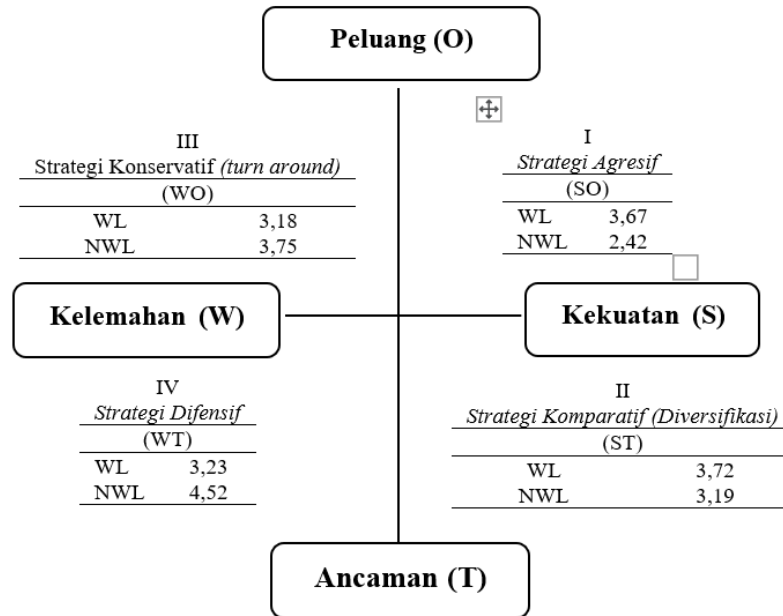 Peluang (O)
III
Strategi Konservatif (turn around)
(WO)
WL 3,18
NWL 3,75
I
Strategi Agresif
(SO)
WL 3,67
NWL 2,42
Kelemahan (W)
Kekuatan (S)
IV
Strategi Difensif
(WT)
WL 3,23
NWL 4,52
II
Strategi Komparatif (Diversifikasi)
(ST)
WL 3,72
NWL 3,19
Ancaman (T)